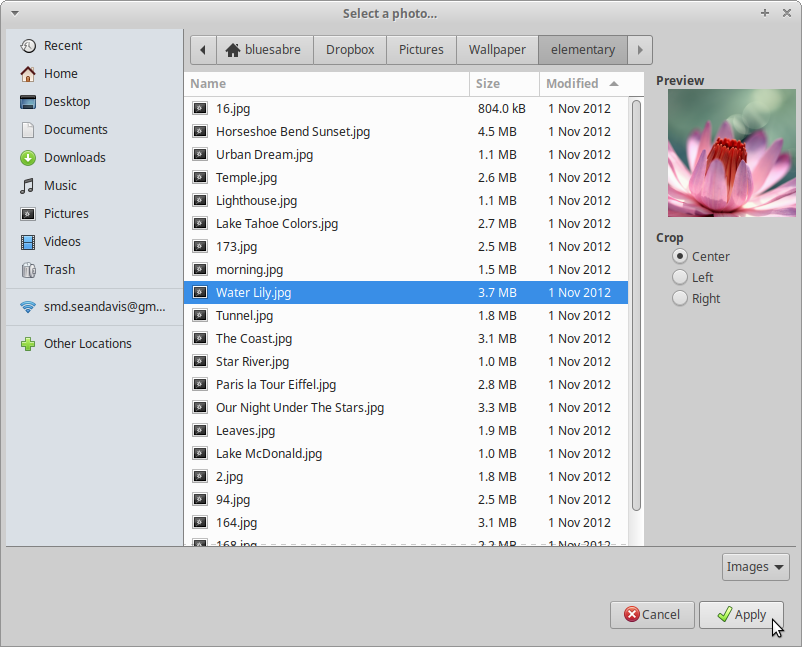 Select a photo...
Recent
Home
Desktop
Documents
Downloads
Music
Pictures
Videos
Trash
smd.seandavis@gm...
Other Locations
bluesabre Dropbox Pictures Wallpaper elementary
Name Size Modified
16.jpg 804.0 kB 1 Nov 2012
Horseshoe Bend Sunset.jpg 4.5 MB 1 Nov 2012
Urban Dream.jpg 1.1 MB 1 Nov 2012
Temple.jpg 2.6 MB 1 Nov 2012
Lighthouse.jpg 1.1 MB 1 Nov 2012
Lake Tahoe Colors.jpg 2.7 MB 1 Nov 2012
173.jpg 2.5 MB 1 Nov 2012
morning.jpg 1.5 MB 1 Nov 2012
Water Lily.jpg 3.7 MB 1 Nov 2012
Tunnel.jpg 1.8 MB 1 Nov 2012
The Coast.jpg 3.1 MB 1 Nov 2012
Star River.jpg 1.0 MB 1 Nov 2012
Paris la Tour Eiffel.jpg 2.8 MB 1 Nov 2012
Our Night Under The Stars.jpg 3.3 MB 1 Nov 2012
Leaves.jpg 1.9 MB 1 Nov 2012
Lake McDonald.jpg 1.0 MB 1 Nov 2012
2.jpg 1.8 MB 1 Nov 2012
94.jpg 2.5 MB 1 Nov 2012
164.jpg 3.1 MB 1 Nov 2012
168.jpg 2.2 MB 1 Nov 2012
Preview
Crop
Center
Left
Right
Images
Cancel Apply